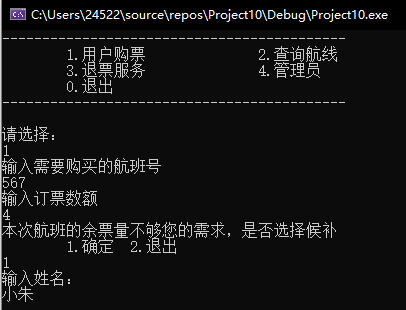 C:\Users\24522\source\repos\Project10\Debug\Project10.exe
-------------------------------------------
1.用户购票 2.查询航线
3.退票服务 4.管理员
0.退出
-------------------------------------------
请选择:
1
输入需要购买的航班号
567
输入订票数额
4
本次航班的余票量不够您的需求，是否选择候补
1.确定 2.退出
1
输入姓名:
小朱